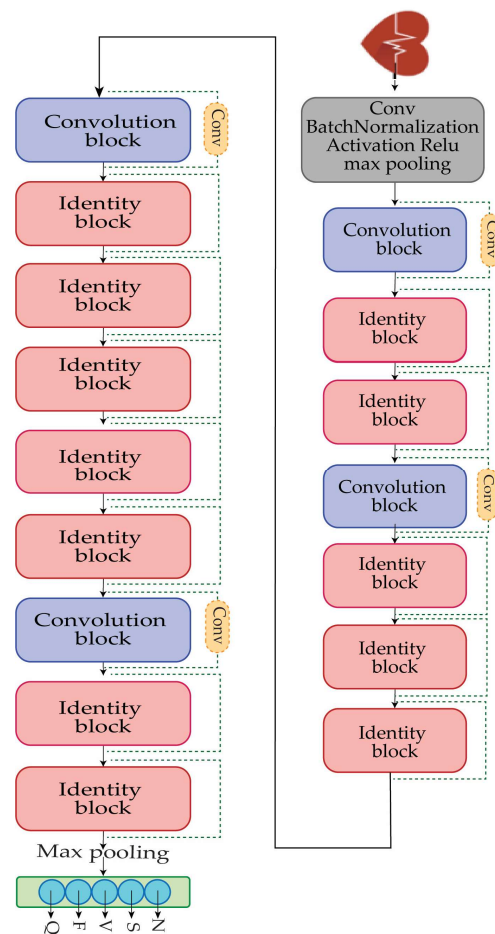 Conv
BatchNormalization
Activation Relu
max pooling
Convolution
block
Conv
Identity
block
Identity
block
Convolution
block
Conv
Identity
block
Identity
block
Identity
block
Convolution
block
Conv
Identity
block
Identity
block
Identity
block
Identity
block
Identity
block
Convolution
block
Conv
Identity
block
Identity
block
Max pooling
Q F V S N